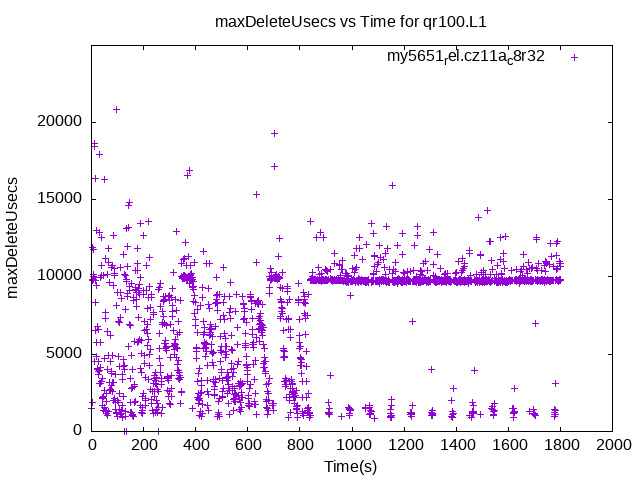 maxDeleteUsecs vs Time for qr100.L1
my5651rel.cz11ac8r32
20000
15000
10000
5000
0
maxDeleteUsecs
0 200 400 600 800 1000 1200 1400 1600 1800 2000
Time(s)